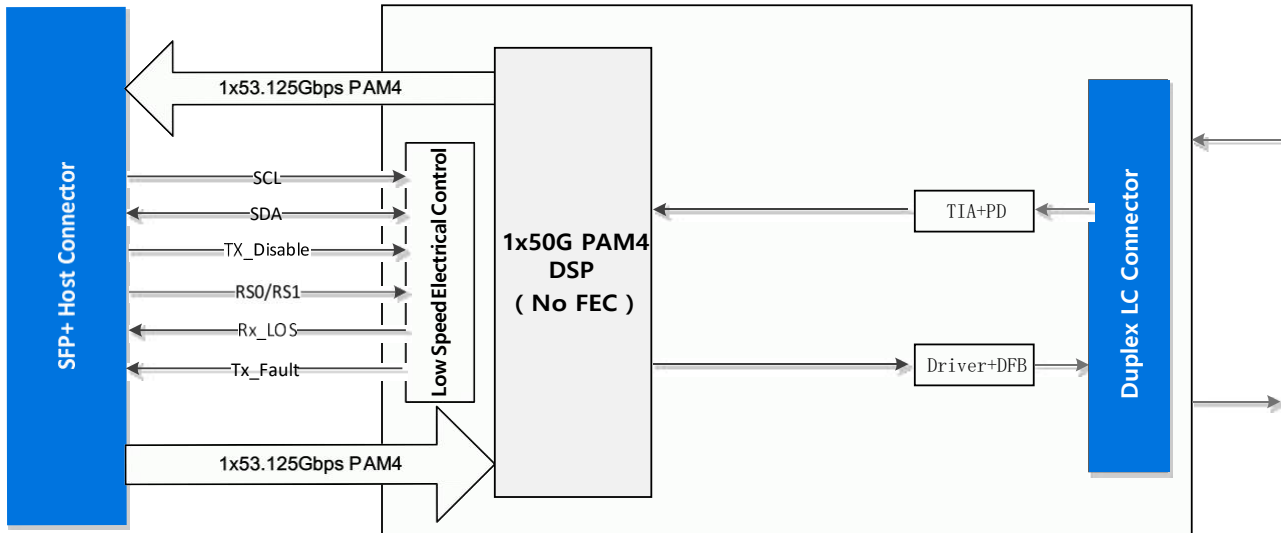 SFP+ Host Connector
1x53.125Gbps PAM4
SCL
SDA
TX_Disable
RS0/RS1
Rx_LOS
Tx_Fault
1x53.125Gbps PAM4
Low Speed Electrical Control
1x50G PAM4
DSP
( No FEC )
TIA+PD
Driver+DFB
Duplex LC Connector